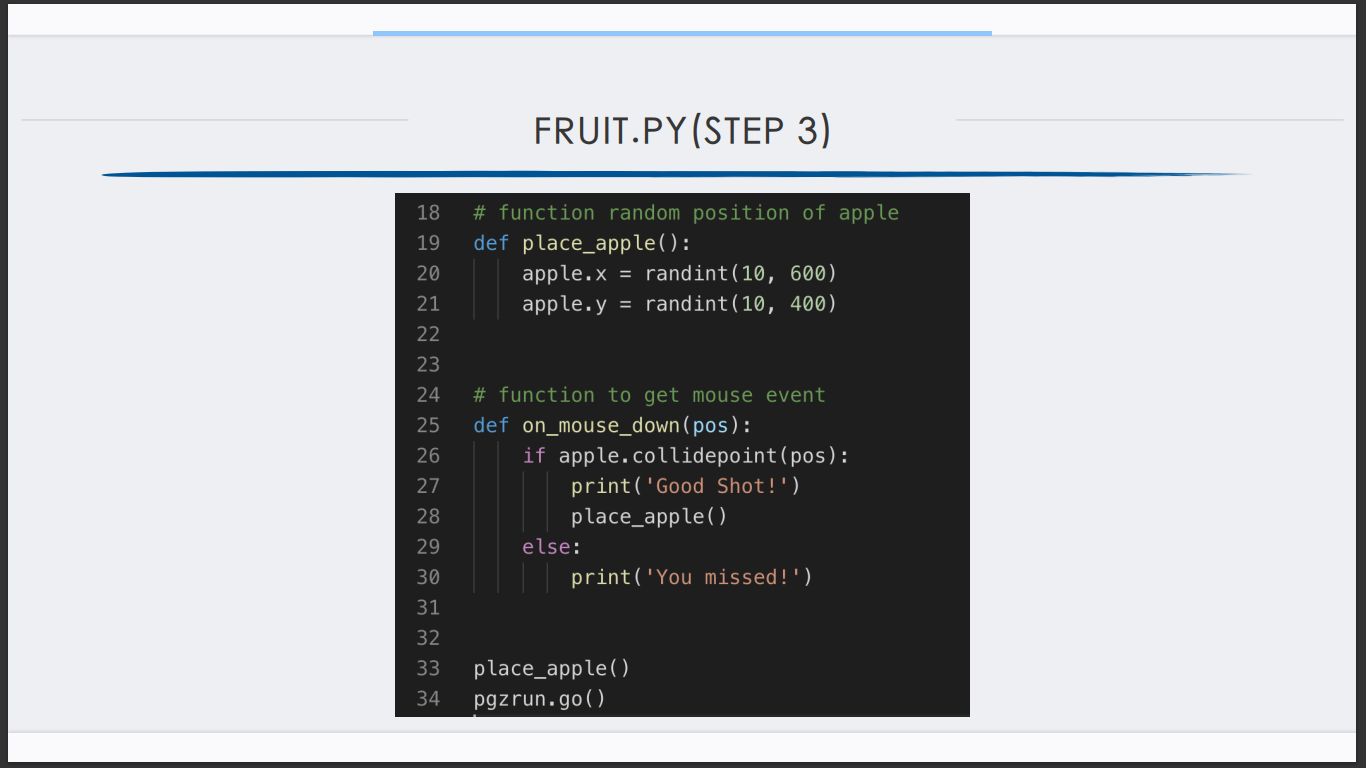 FRUIT.PY(STEP 3)
18 # function random position of apple
19 def place_apple():
20     apple.x = randint(10, 600)
21     apple.y = randint(10, 400)
22
23
24 # function to get mouse event
25 def on_mouse_down(pos):
26     if apple.collidepoint(pos):
27         print('Good Shot!')
28         place_apple()
29     else:
30         print('You missed!')
31
32
33 place_apple()
34 pgzrun.go()